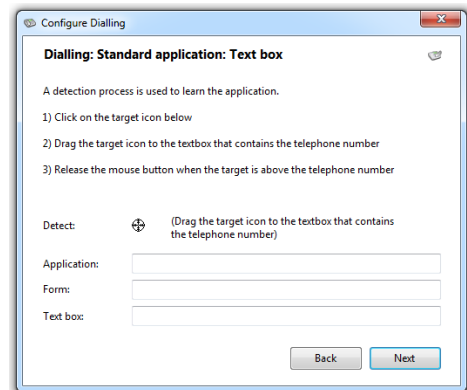 Configure Dialling
Dialling: Standard application: Text box
A detection process is used to learn the application.
1) Click on the target icon below
2) Drag the target icon to the textbox that contains the telephone number
3) Release the mouse button when the target is above the telephone number
Detect:
(Drag the target icon to the textbox that contains
the telephone number)
Application:
Form:
Text box:
Back Next